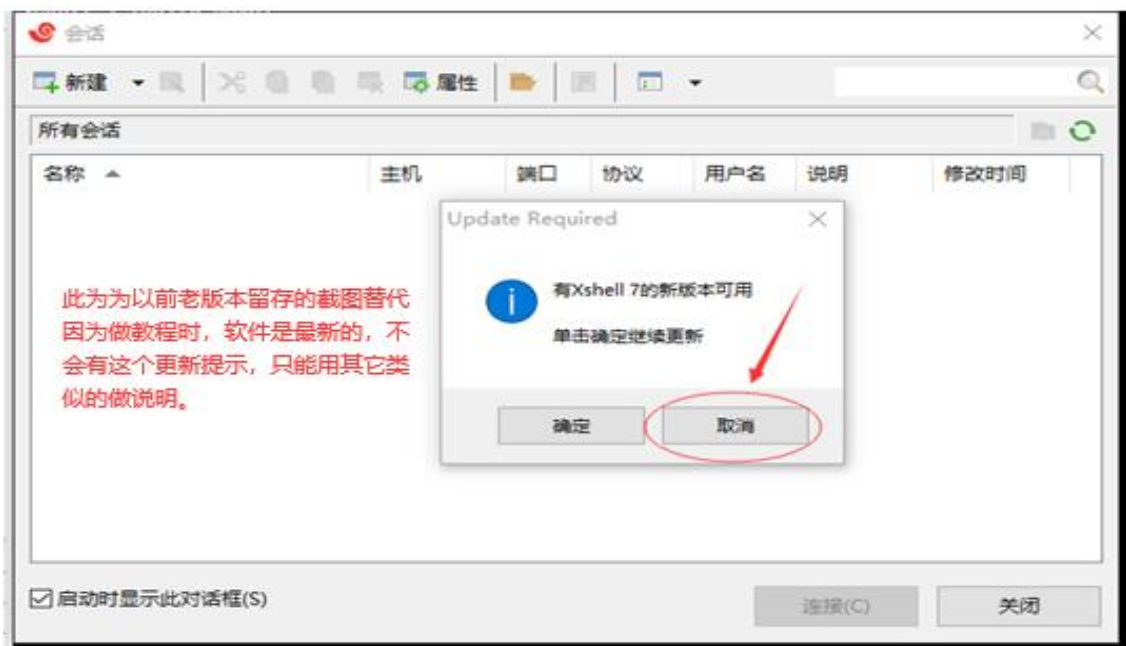 会话
新建
属性
所有会话
名称 主机 端口 协议 用户名 说明 修改时间
Update Required
有Xshell 7的新版本可用
单击确定继续更新
确定 取消
此为为以前老版本留存的截图替代
因为做教程时，软件是最新的，不
会有这个更新提示，只能用其它类
似的做说明。
启动时显示此对话框(S)
连接(C) 关闭